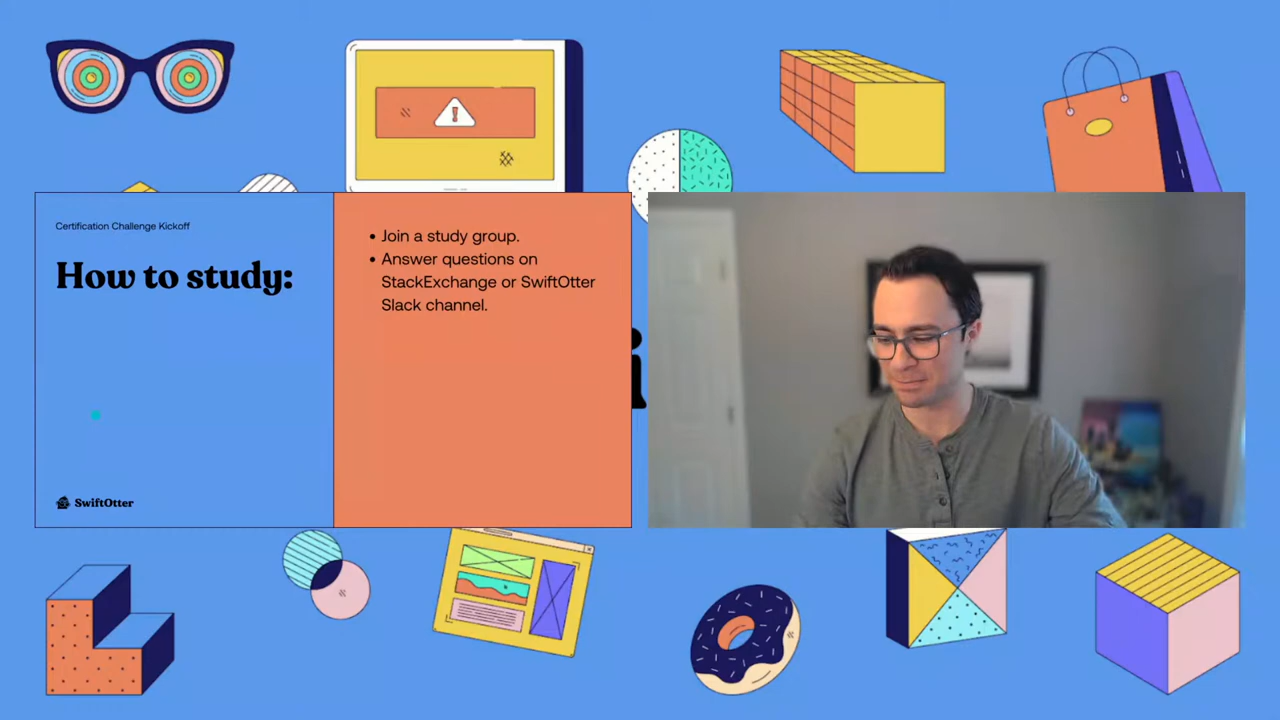 Certification Challenge Kickoff
How to study:
• Join a study group.
• Answer questions on
StackExchange or SwiftOtter
Slack channel.
SwiftOtter